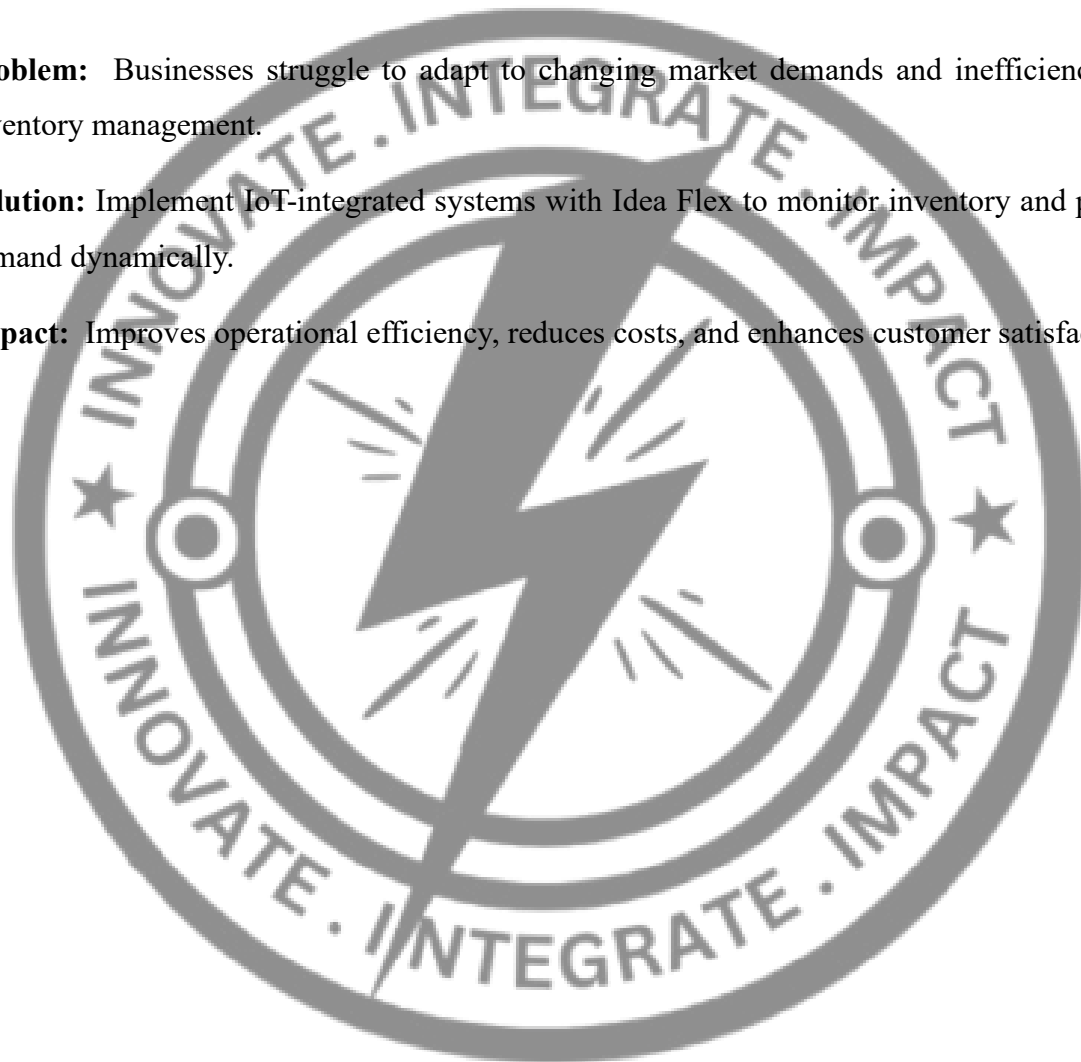 oblem: Businesses struggle to adapt to changing market demands and inefficienc
ventory management.
lution: Implement IoT-integrated systems with Idea Flex to monitor inventory and p
mand dynamically.
pact: Improves operational efficiency, reduces costs, and enhances customer satisfac
INNOVATE . INTEGRATE . IMPACT
INNOVATE . INTEGRATE . IMPACT